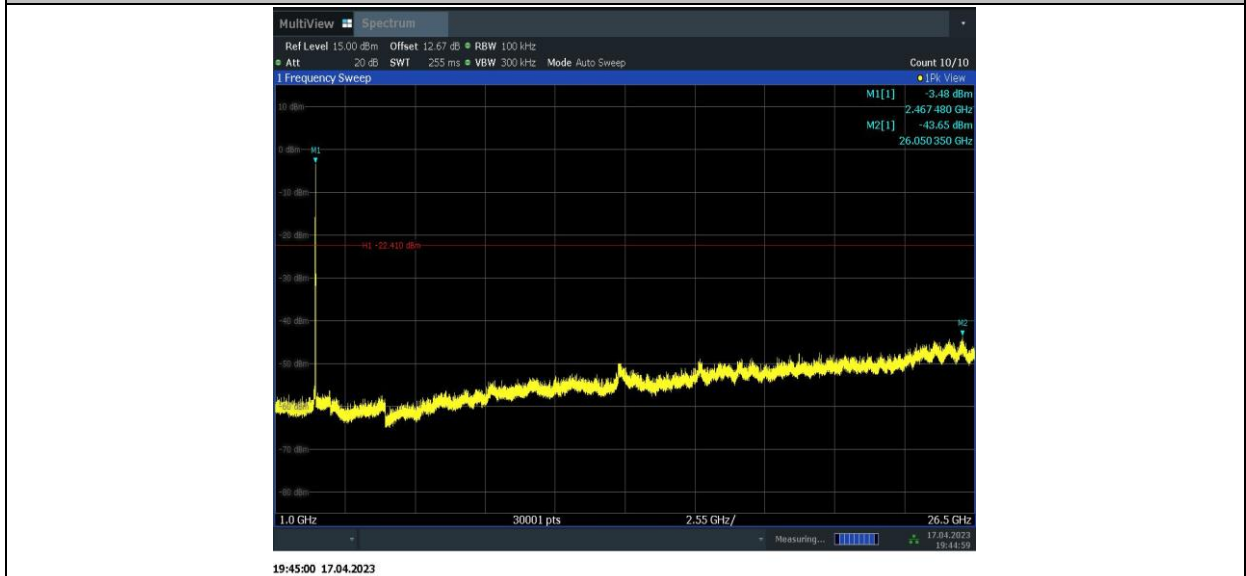 MultiView Spectrum
Ref Level 15.00 dBm Offset 12.67 dB RBW 100 kHz
Att 20 dB SWT 255 ms VBW 300 kHz Mode Auto Sweep Count 10/10
1 Frequency Sweep 1Pk View
M1[1] -3.48 dBm
10 dBm
2.467 480 GHz
M2[1] -43.65 dBm
26.050 350 GHz
0 dBm M1
-10 dBm
-20 dBm
H1 -22.410 dBm
-30 dBm
-40 dBm
M2
-50 dBm
-70 dBm
-80 dBm
1.0 GHz 30001 pts 2.55 GHz/ 26.5 GHz
Measuring... 17.04.2023
19:44:59
19:45:00 17.04.2023